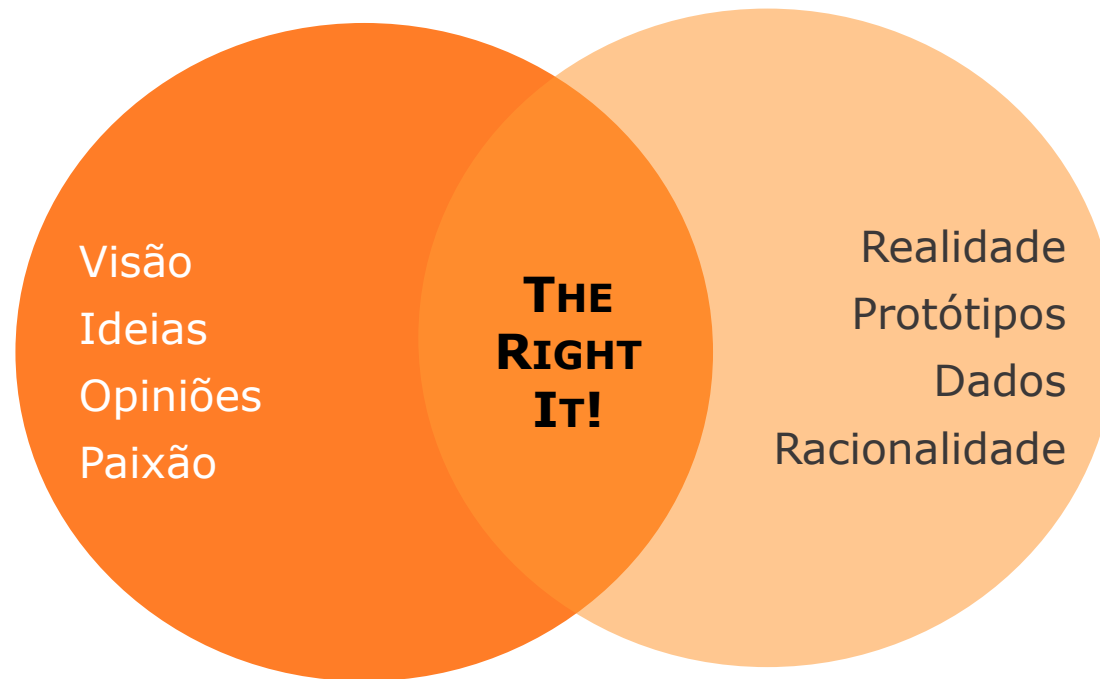 Visão
Ideias
Opiniões
Paixão
THE
RIGHT
IT!
Realidade
Protótipos
Dados
Racionalidade